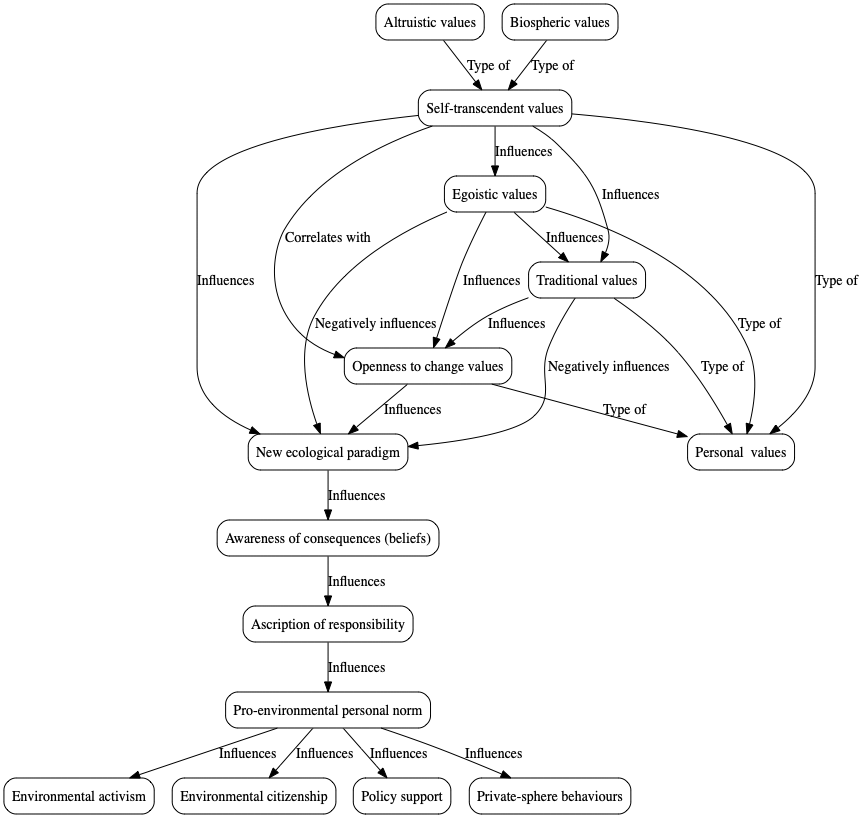 Altruistic values
Biospheric values
Type of
Type of
Self-transcendent values
Influences
Egoistic values
Influences
Correlates with
Influences
Influences
Influences
Traditional values
Type of
Negatively influences
Influences
Type of
Openness to change values
Negatively influences
Type of
Influences
Type of
New ecological paradigm
Personal  values
Influences
Awareness of consequences (beliefs)
Influences
Ascription of responsibility
Influences
Pro-environmental personal norm
Influences
Influences
Influences
Influences
Environmental activism
Environmental citizenship
Policy support
Private-sphere behaviours